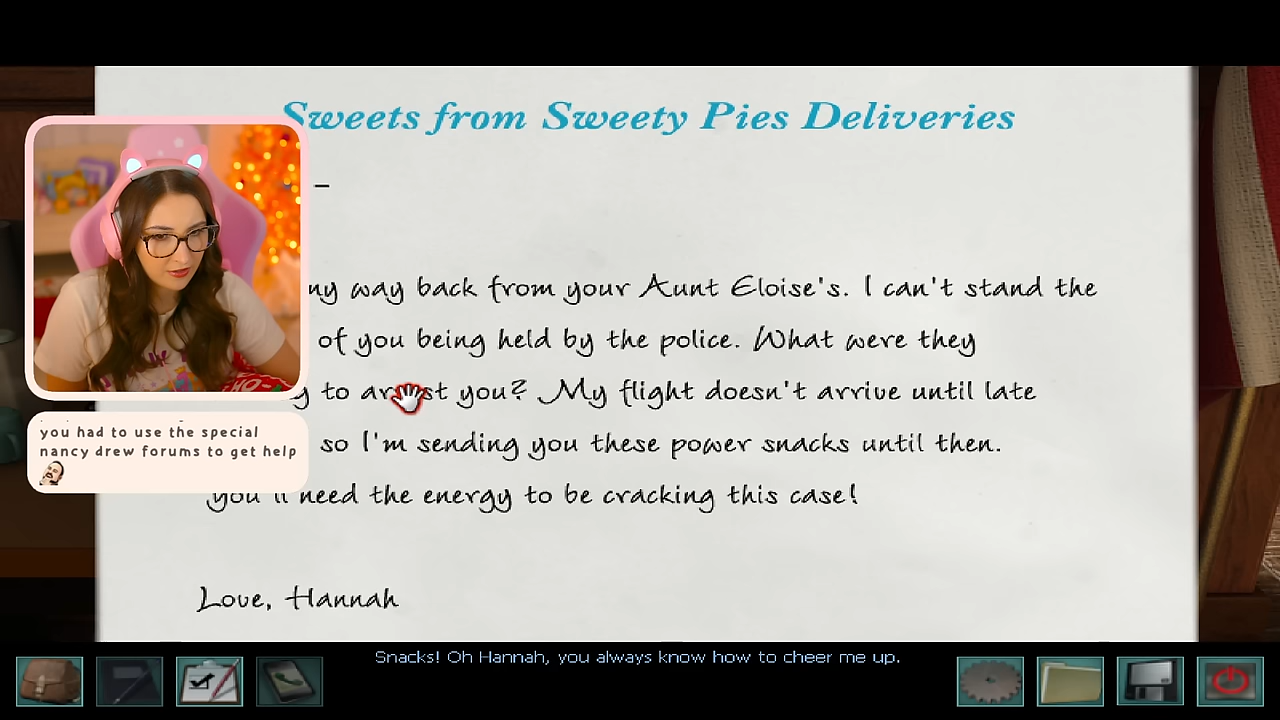 Sweets from Sweety Pies Deliveries
–
my way back from your Aunt Eloise's. I can't stand the
of you being held by the police. What were they
to arrest you? My flight doesn't arrive until late
so I'm sending you these power snacks until then.
you'll need the energy to be cracking this case!
Love, Hannah
you had to use the special
nancy drew forums to get help
Snacks! Oh Hannah, you always know how to cheer me up.